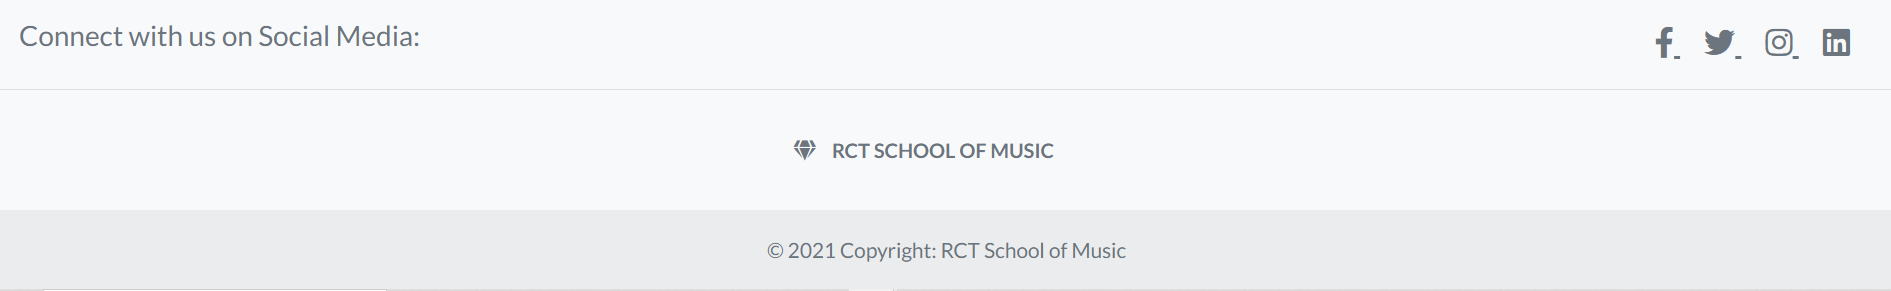 Connect with us on Social Media:
RCT SCHOOL OF MUSIC
© 2021 Copyright: RCT School of Music